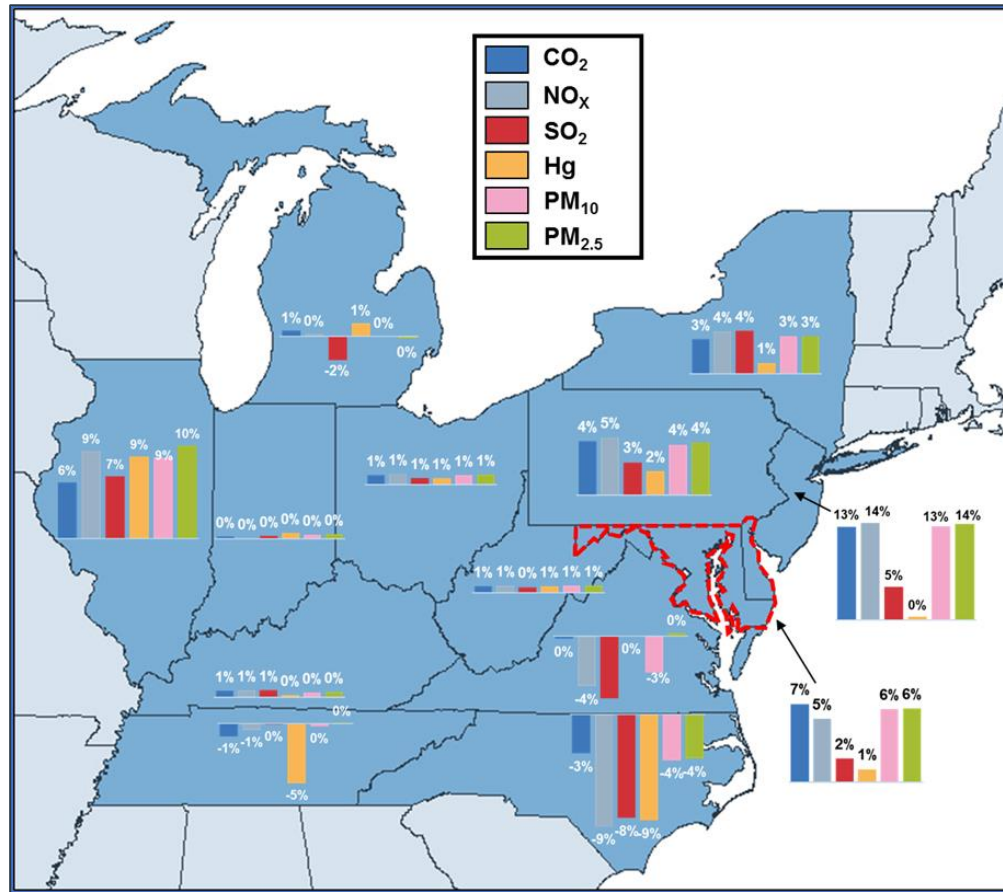 CO₂
NOₓ
SO₂
Hg
PM₁₀
PM₂.₅
1% 0% -2% 1% 0% 0%
3% 4% 4% 1% 3% 3%
6% 9% 7% 9% 9% 10%
1% 1% 1% 1% 1% 1%
4% 5% 3% 2% 4% 4%
0% 0% 0% 0% 0% 0%
13% 14% 5% 0% 13% 14%
1% 1% 0% 1% 1% 1%
0% -4% 0% -3% 0%
1% 1% 1% 0% 0% 0%
7% 5% 2% 1% 6% 6%
-1% -1% 0% -5% 0% 0%
-3% -9% -8% -9% -4% -4%